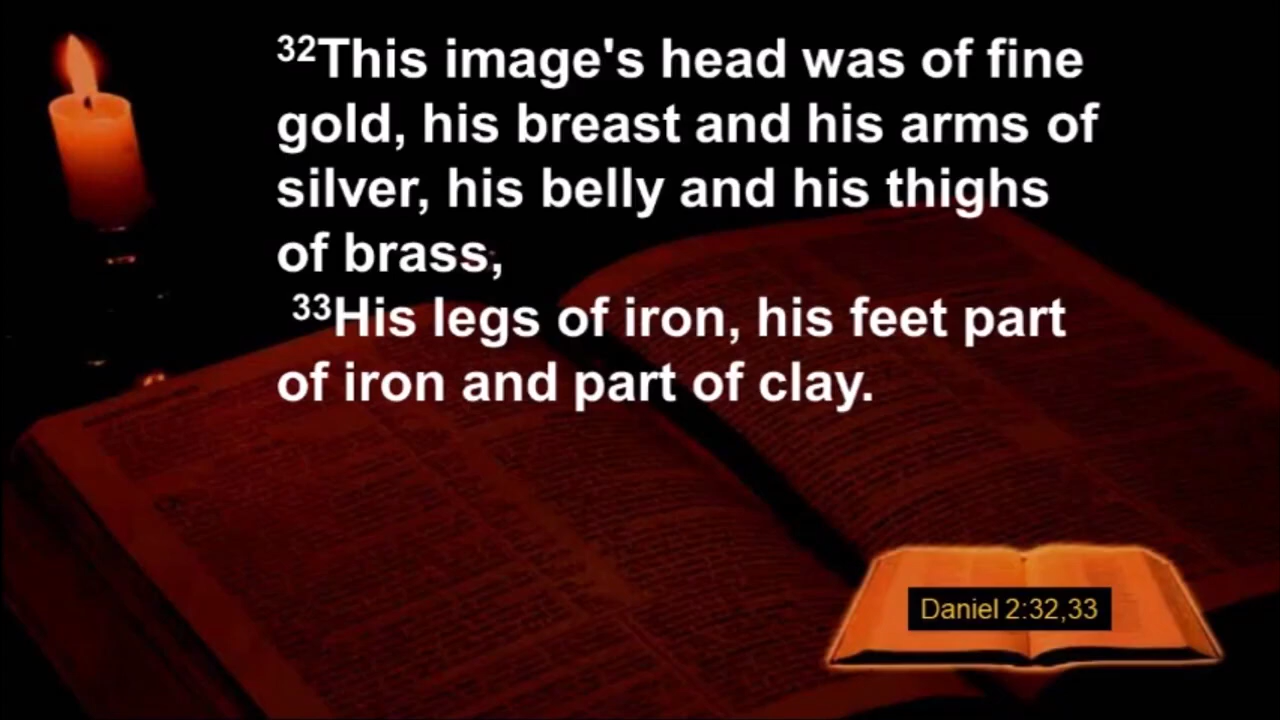 32This image's head was of fine
gold, his breast and his arms of
silver, his belly and his thighs
of brass,
33His legs of iron, his feet part
of iron and part of clay.
Daniel 2:32,33